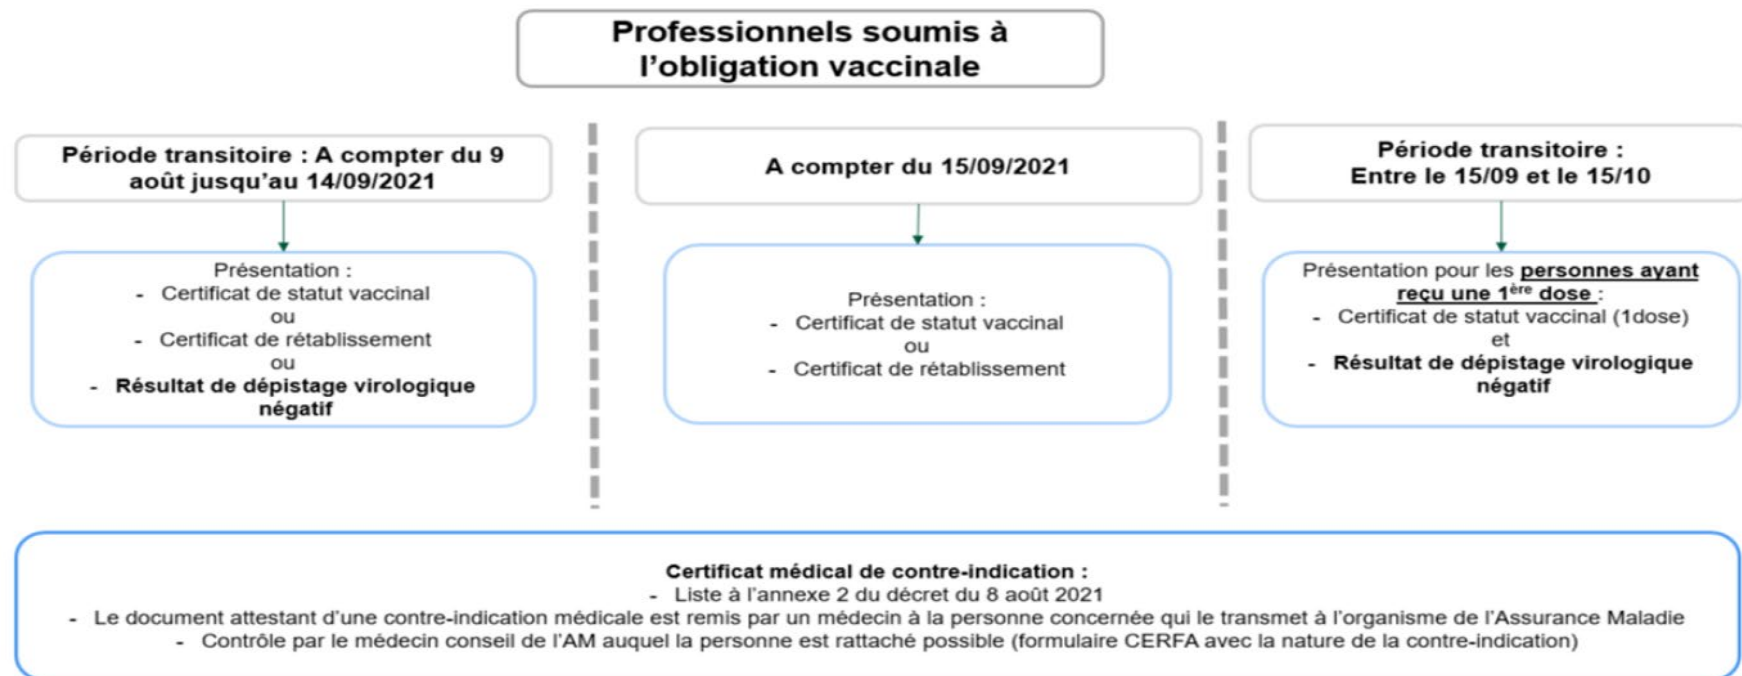 Professionnels soumis à
l’obligation vaccinale
Période transitoire : A compter du 9
août jusqu’au 14/09/2021
Présentation :
- Certificat de statut vaccinal
ou
- Certificat de rétablissement
ou
- Résultat de dépistage virologique
négatif
A compter du 15/09/2021
Présentation :
- Certificat de statut vaccinal
ou
- Certificat de rétablissement
Période transitoire :
Entre le 15/09 et le 15/10
Présentation pour les personnes ayant
reçu une 1ère dose :
- Certificat de statut vaccinal (1dose)
et
- Résultat de dépistage virologique
négatif
Certificat médical de contre-indication :
- Liste à l’annexe 2 du décret du 8 août 2021
- Le document attestant d’une contre-indication médicale est remis par un médecin à la personne concernée qui le transmet à l’organisme de l’Assurance Maladie
- Contrôle par le médecin conseil de l’AM auquel la personne est rattaché possible (formulaire CERFA avec la nature de la contre-indication)